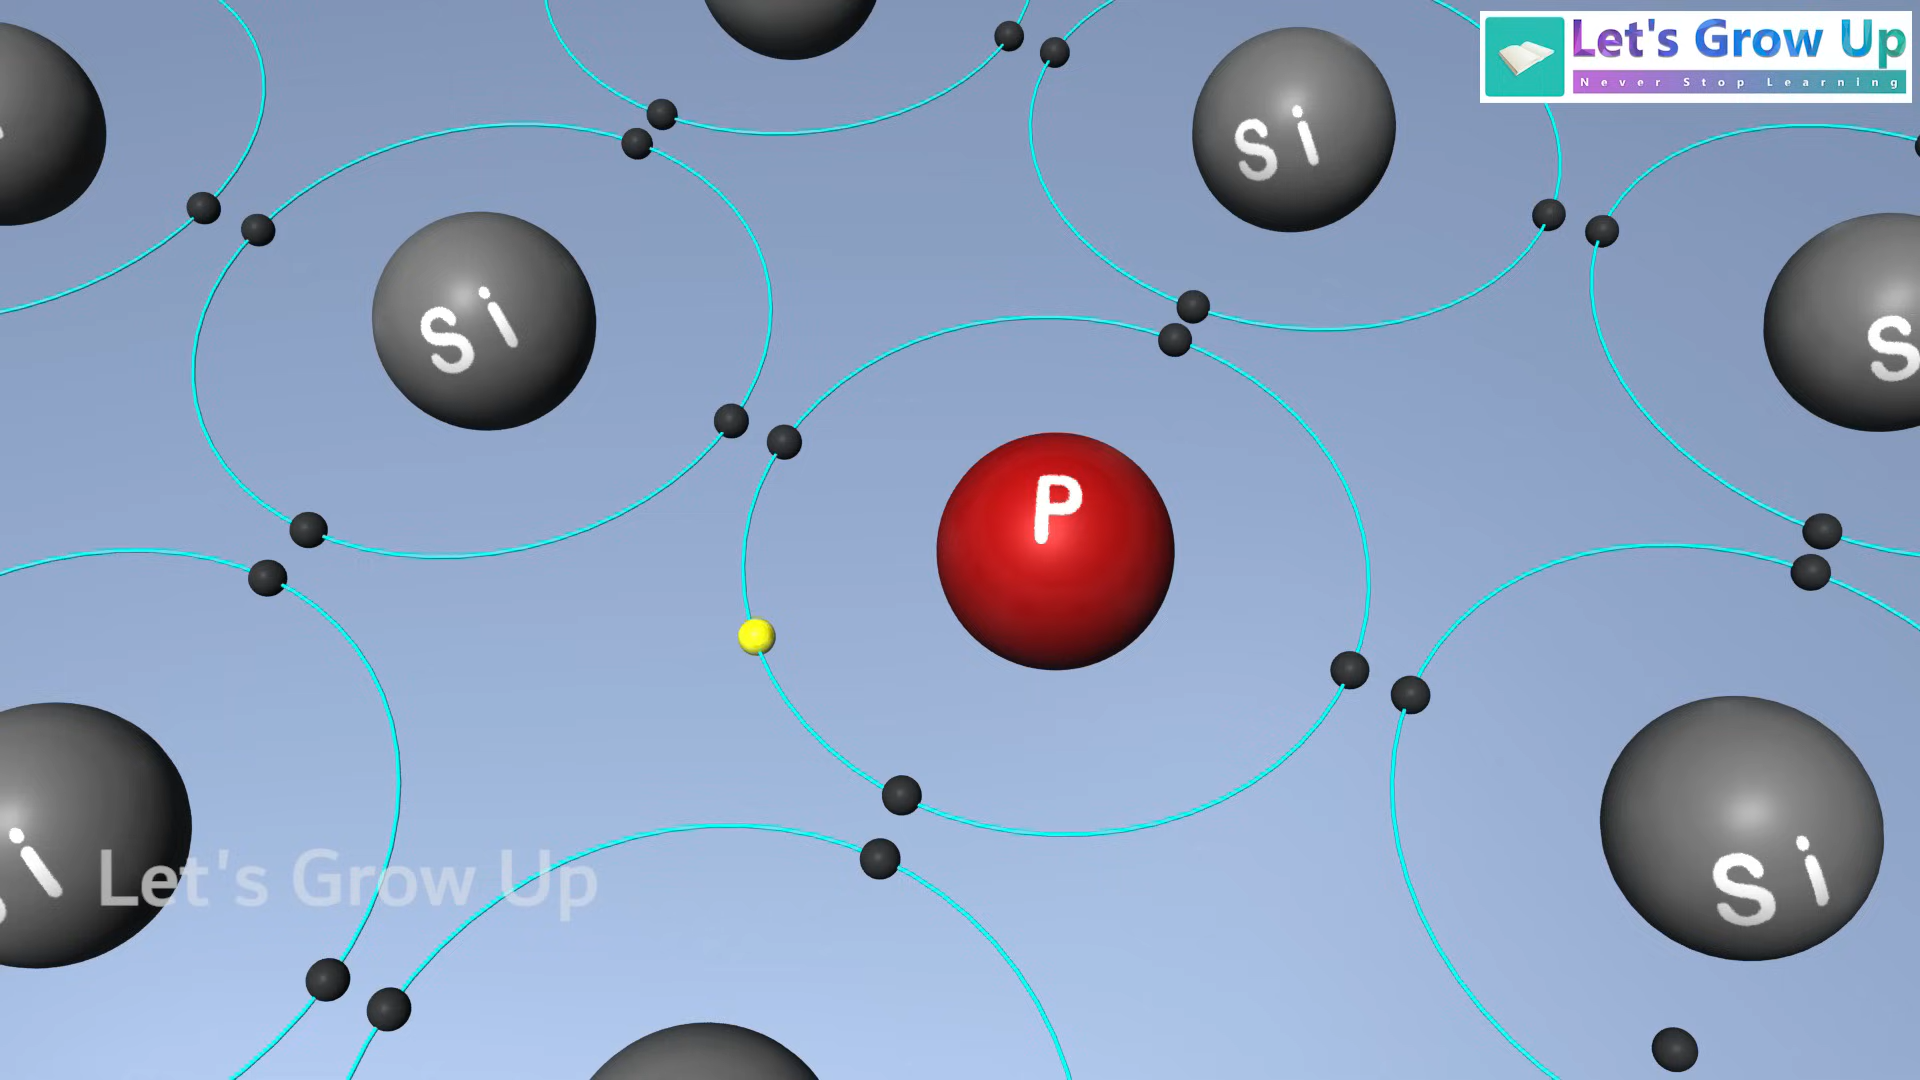 Let's Grow Up
Never Stop Learning
Si
Si
S
P
Si
Si
Let's Grow Up